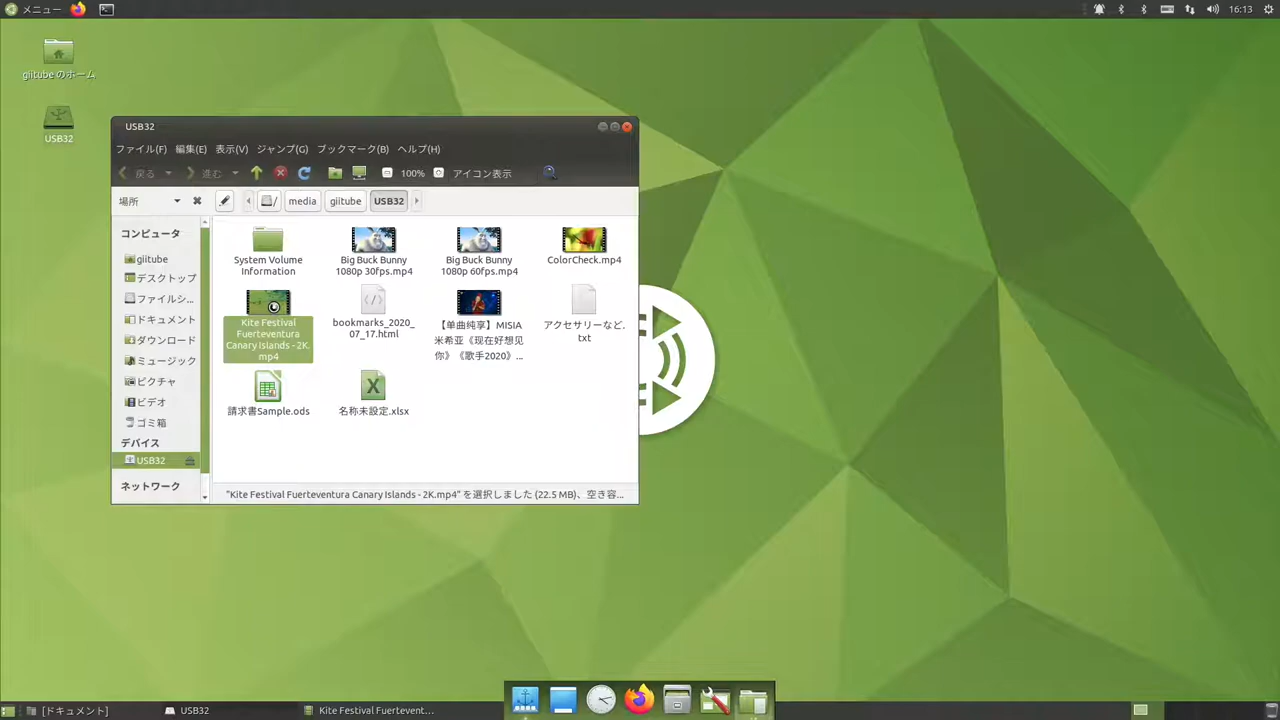 メニュー
16:13
giitube のホーム
USB32
USB32
ファイル(F) 編集(E) 表示(V) ジャンプ(G) ブックマーク(B) ヘルプ(H)
戻る 進む 100% アイコン表示
場所 / media giitube USB32
コンピュータ
giitube
デスクトップ
ファイルシ...
ドキュメント
ダウンロード
ミュージック
ピクチャ
ビデオ
ゴミ箱
デバイス
USB32
ネットワーク
System Volume
Information
Big Buck Bunny
1080p 30fps.mp4
Big Buck Bunny
1080p 60fps.mp4
ColorCheck.mp4
Kite Festival
Fuerteventura
Canary Islands - 2K.
mp4
bookmarks_2020_
07_17.html
【单曲纯享】MISIA
米希亚《现在好想见
你》《歌手2020》...
アクセサリーなど.
txt
請求書Sample.ods
名称未設定.xlsx
"Kite Festival Fuerteventura Canary Islands - 2K.mp4" を選択しました (22.5 MB)、空き容...
[ドキュメント]
USB32
Kite Festival Fuertevent...